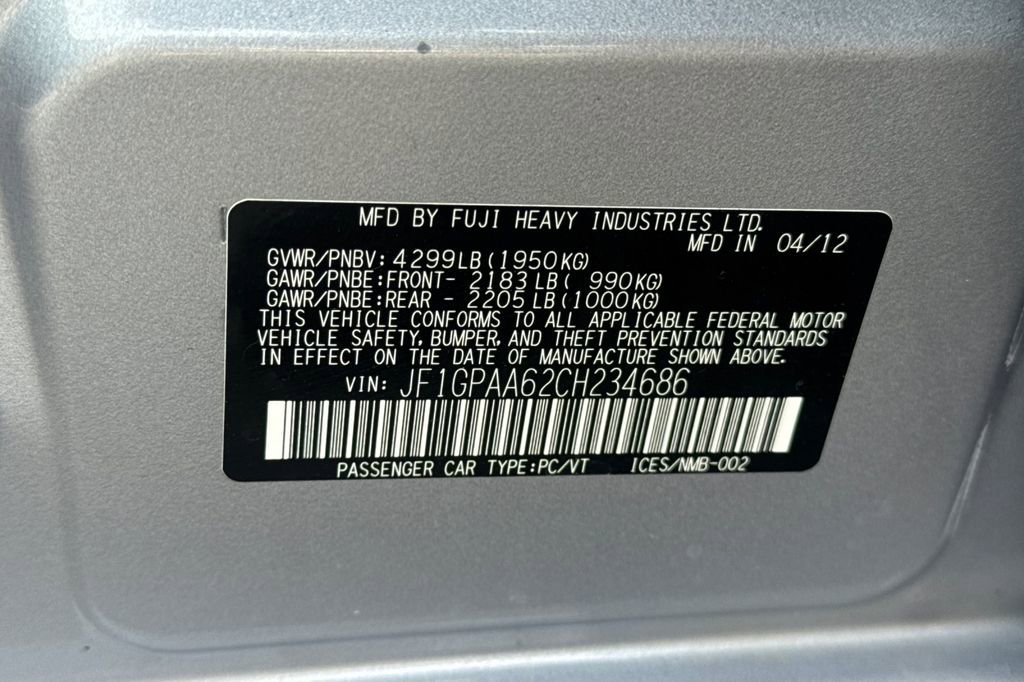 MFD BY FUJI HEAVY INDUSTRIES LTD.
MFD IN 04/12
GVWR/PNBV: 4299LB(1950KG)
GAWR/PNBE:FRONT- 2183LB( 990KG)
GAWR/PNBE:REAR - 2205LB(1000KG)
THIS VEHICLE CONFORMS TO ALL APPLICABLE FEDERAL MOTOR
VEHICLE SAFETY, BUMPER, AND THEFT PREVENTION STANDARDS
IN EFFECT ON THE DATE OF MANUFACTURE SHOWN ABOVE.
VIN: JF1GPAA62CH234686
PASSENGER CAR TYPE:PC/VT ICES/NMB-002